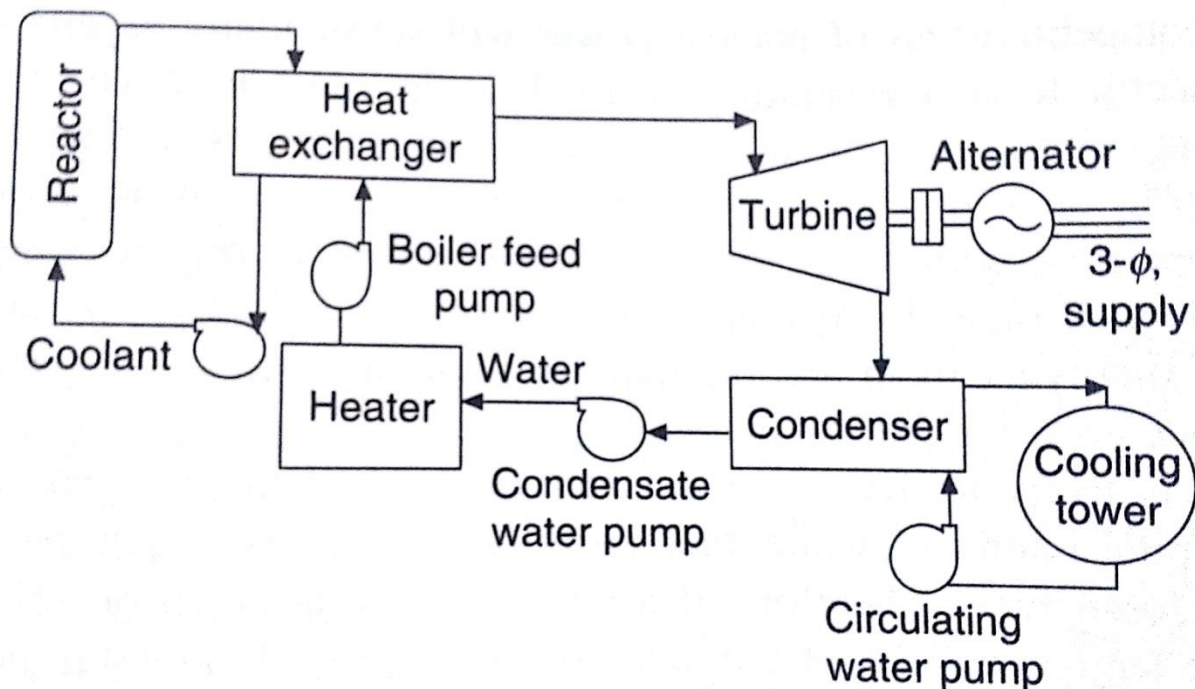 Reactor
Heat
exchanger
Alternator
Turbine
3-ϕ,
supply
Boiler feed
pump
Coolant
Heater
Water
Condenser
Condensate
water pump
Cooling
tower
Circulating
water pump